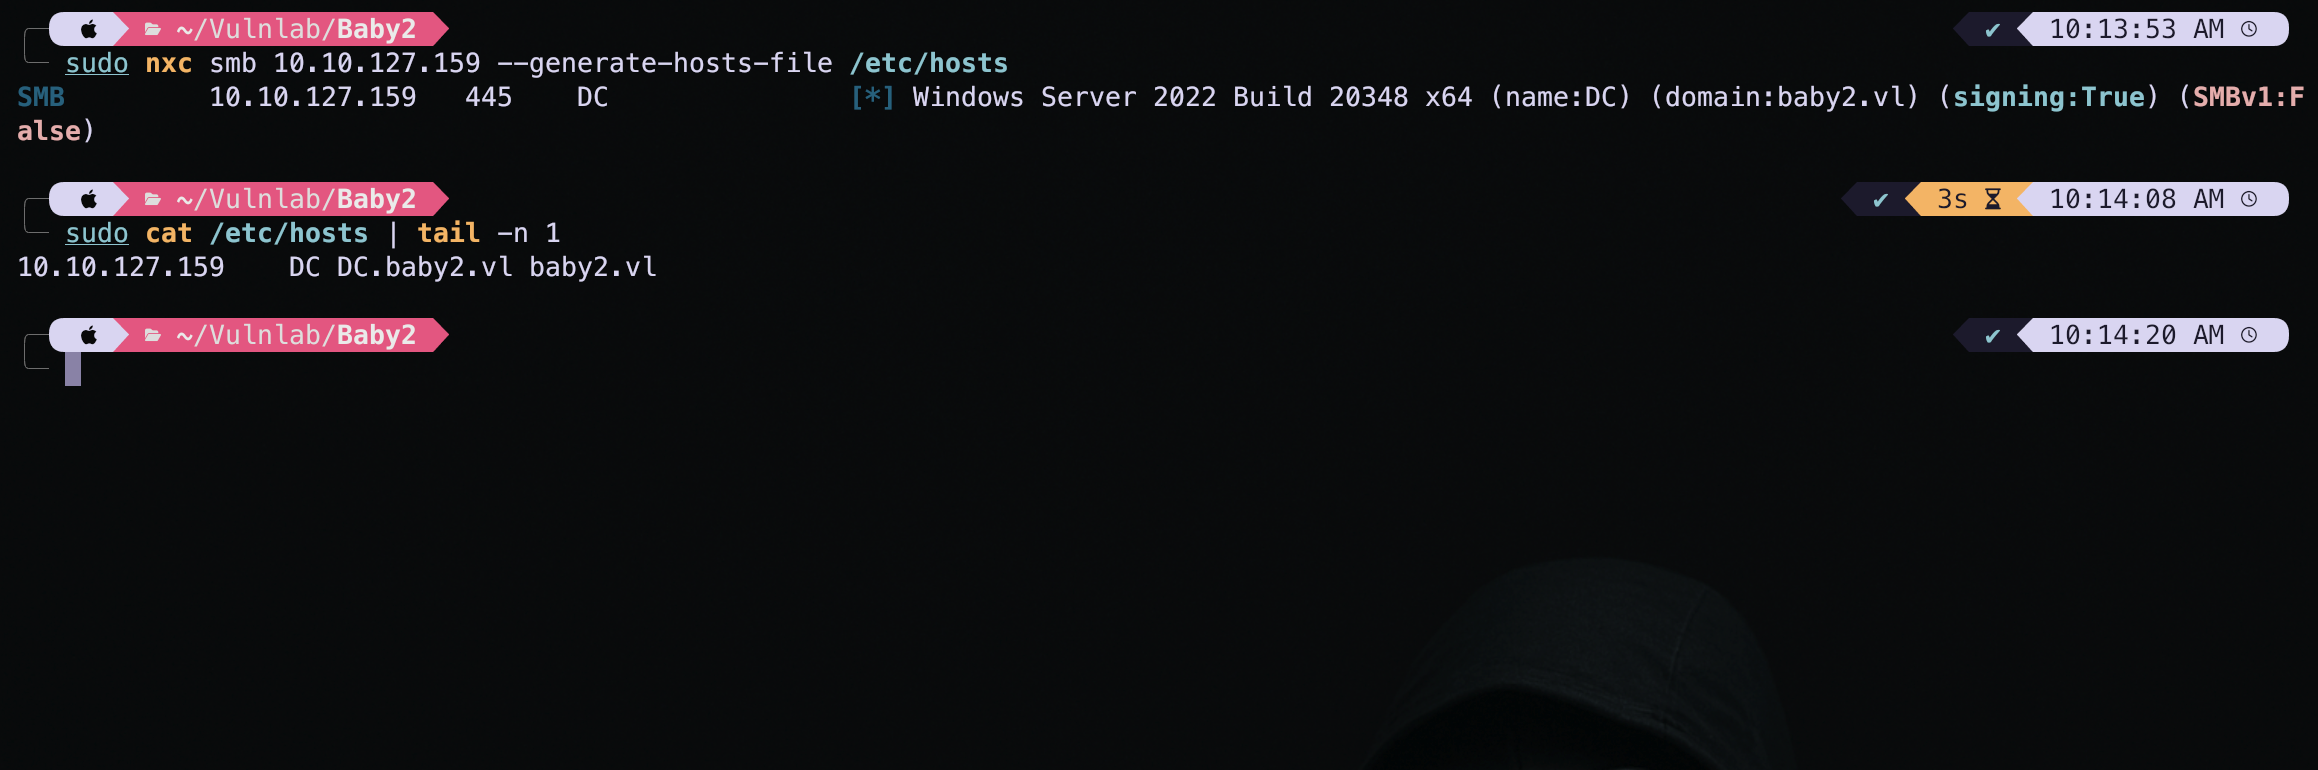 ~/Vulnlab/Baby2 ✔ 10:13:53 AM
sudo nxc smb 10.10.127.159 --generate-hosts-file /etc/hosts
SMB 10.10.127.159 445 DC [*] Windows Server 2022 Build 20348 x64 (name:DC) (domain:baby2.vl) (signing:True) (SMBv1:F
alse)
~/Vulnlab/Baby2 ✔ 3s 10:14:08 AM
sudo cat /etc/hosts | tail -n 1
10.10.127.159 DC DC.baby2.vl baby2.vl
~/Vulnlab/Baby2 ✔ 10:14:20 AM